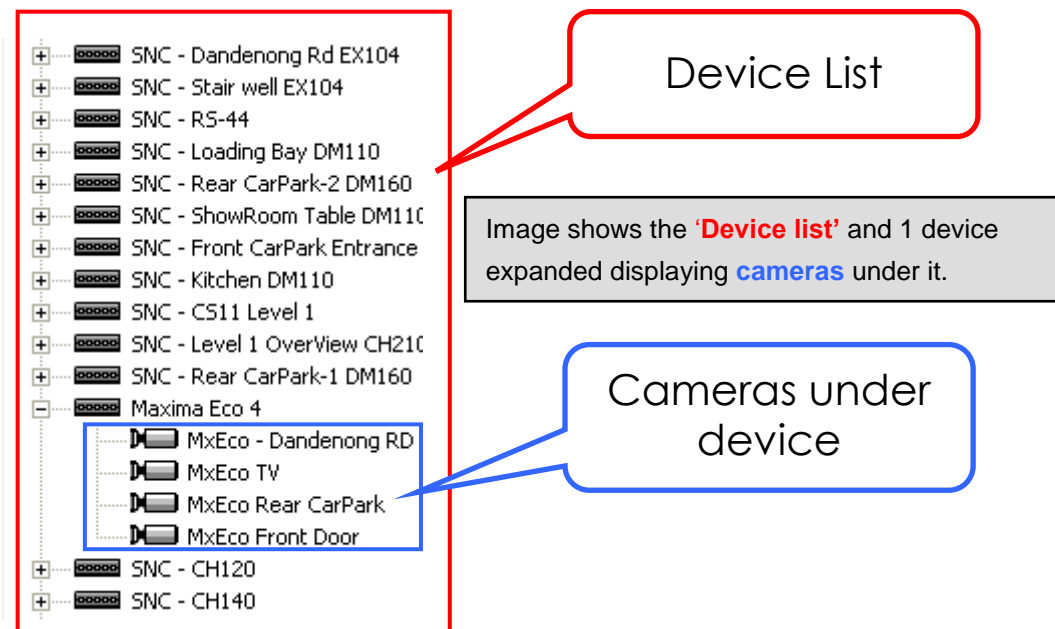 SNC - Dandenong Rd EX104
SNC - Stair well EX104
SNC - RS-44
SNC - Loading Bay DM110
SNC - Rear CarPark-2 DM160
SNC - ShowRoom Table DM110
SNC - Front CarPark Entrance
SNC - Kitchen DM110
SNC - CS11 Level 1
SNC - Level 1 OverView CH210
SNC - Rear CarPark-1 DM160
Maxima Eco 4
MxEco - Dandenong RD
MxEco TV
MxEco Rear CarPark
MxEco Front Door
SNC - CH120
SNC - CH140
Device List
Image shows the ‘Device list’ and 1 device
expanded displaying cameras under it.
Cameras under
device